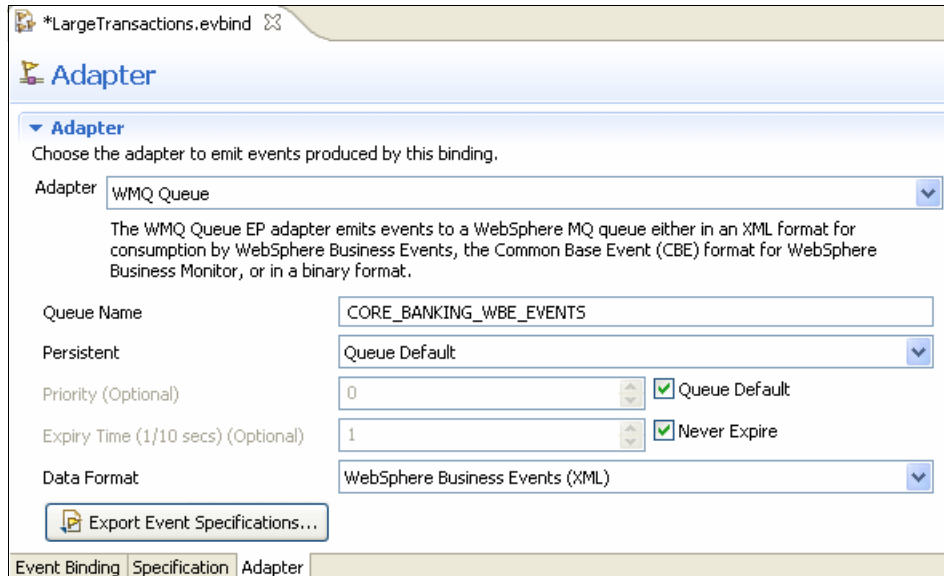 *LargeTransactions.evbind
Adapter
Adapter
Choose the adapter to emit events produced by this binding.
Adapter WMQ Queue
The WMQ Queue EP adapter emits events to a WebSphere MQ queue either in an XML format for
consumption by WebSphere Business Events, the Common Base Event (CBE) format for WebSphere
Business Monitor, or in a binary format.
Queue Name CORE_BANKING_WBE_EVENTS
Persistent Queue Default
Priority (Optional) 0 Queue Default
Expiry Time (1/10 secs) (Optional) 1 Never Expire
Data Format WebSphere Business Events (XML)
Export Event Specifications...
Event Binding Specification Adapter